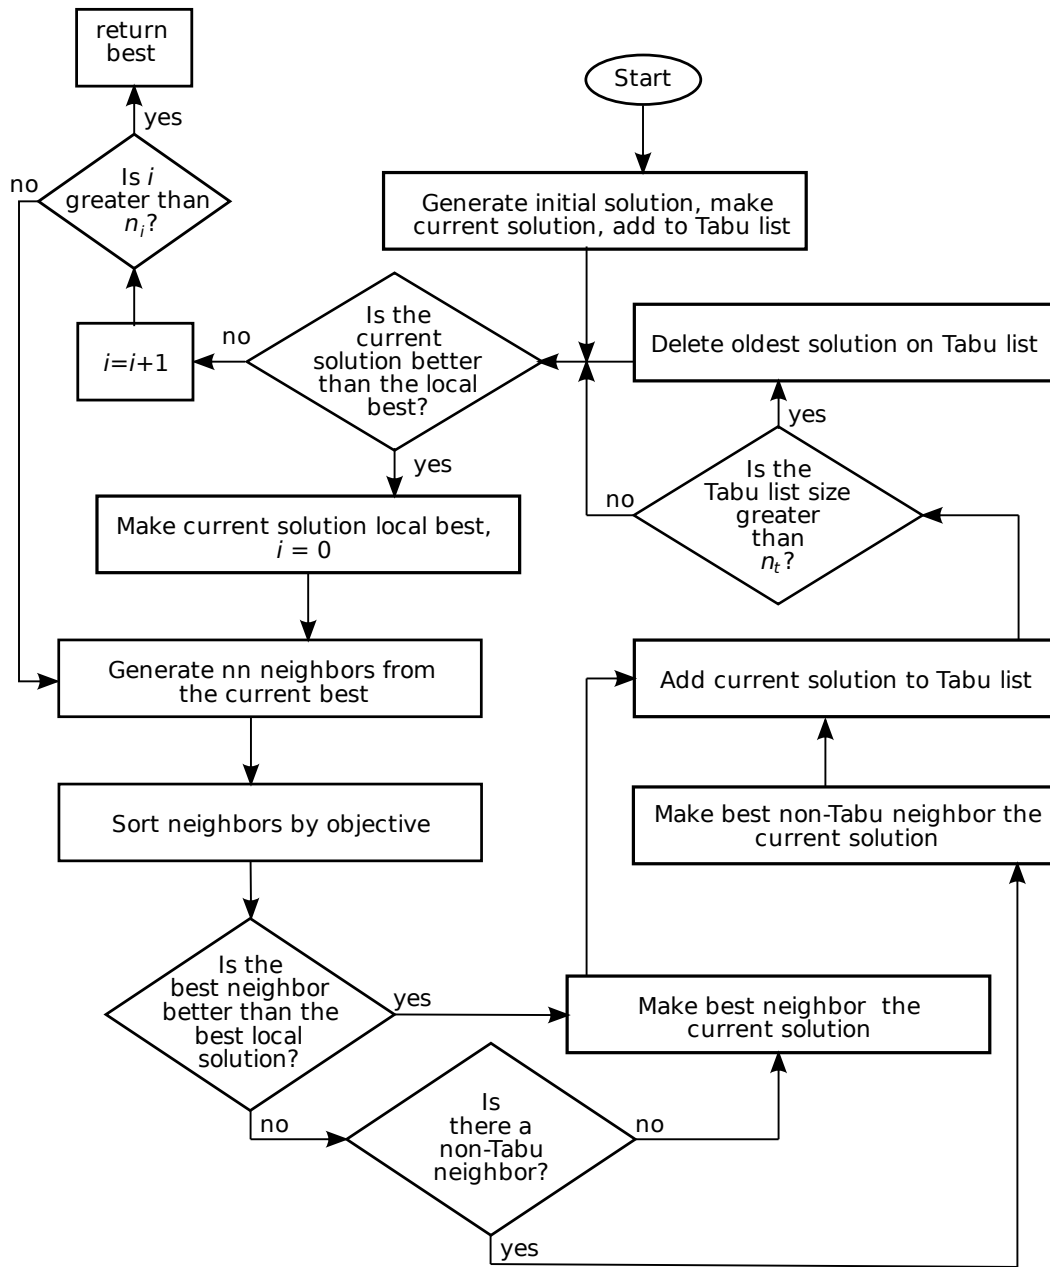 return
best
yes
Start
no
Is i
greater than
nᵢ?
Generate initial solution, make
current solution, add to Tabu list
i=i+1
no
Is the
current
solution better
than the local
best?
Delete oldest solution on Tabu list
yes
yes
Make current solution local best,
i = 0
no
Is the
Tabu list size
greater
than
nₜ?
Generate nn neighbors from
the current best
Add current solution to Tabu list
Sort neighbors by objective
Make best non-Tabu neighbor the
current solution
Is the
best neighbor
better than the
best local
solution?
yes
Make best neighbor the
current solution
no
Is
there a
non-Tabu
neighbor?
no
yes